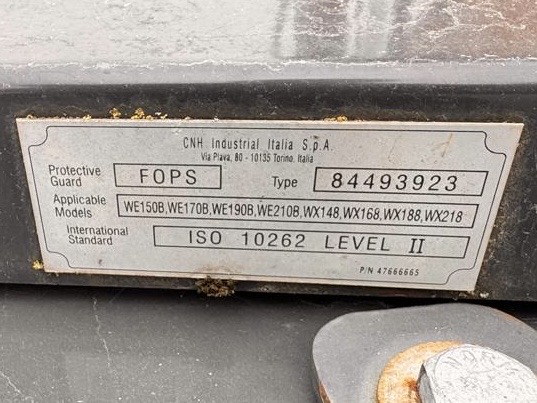 CNH Industrial Italia S.p.A.
Via Plava, 80 - 10135 Torino, Italia
Protective Guard FOPS Type 84493923
Applicable Models WE150B,WE170B,WE190B,WE210B,WX148,WX168,WX188,WX218
International Standard ISO 10262 LEVEL II
P/N 47666665